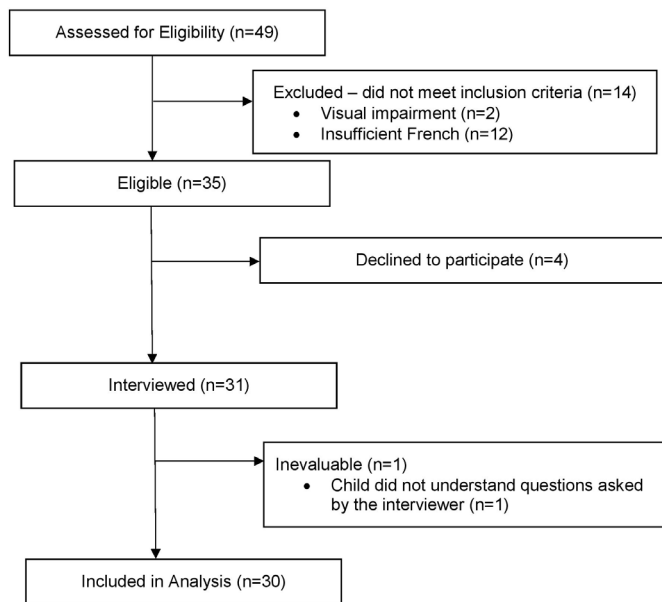 Assessed for Eligibility (n=49)
Excluded – did not meet inclusion criteria (n=14)
• Visual impairment (n=2)
• Insufficient French (n=12)
Eligible (n=35)
Declined to participate (n=4)
Interviewed (n=31)
Inevaluable (n=1)
• Child did not understand questions asked
by the interviewer (n=1)
Included in Analysis (n=30)